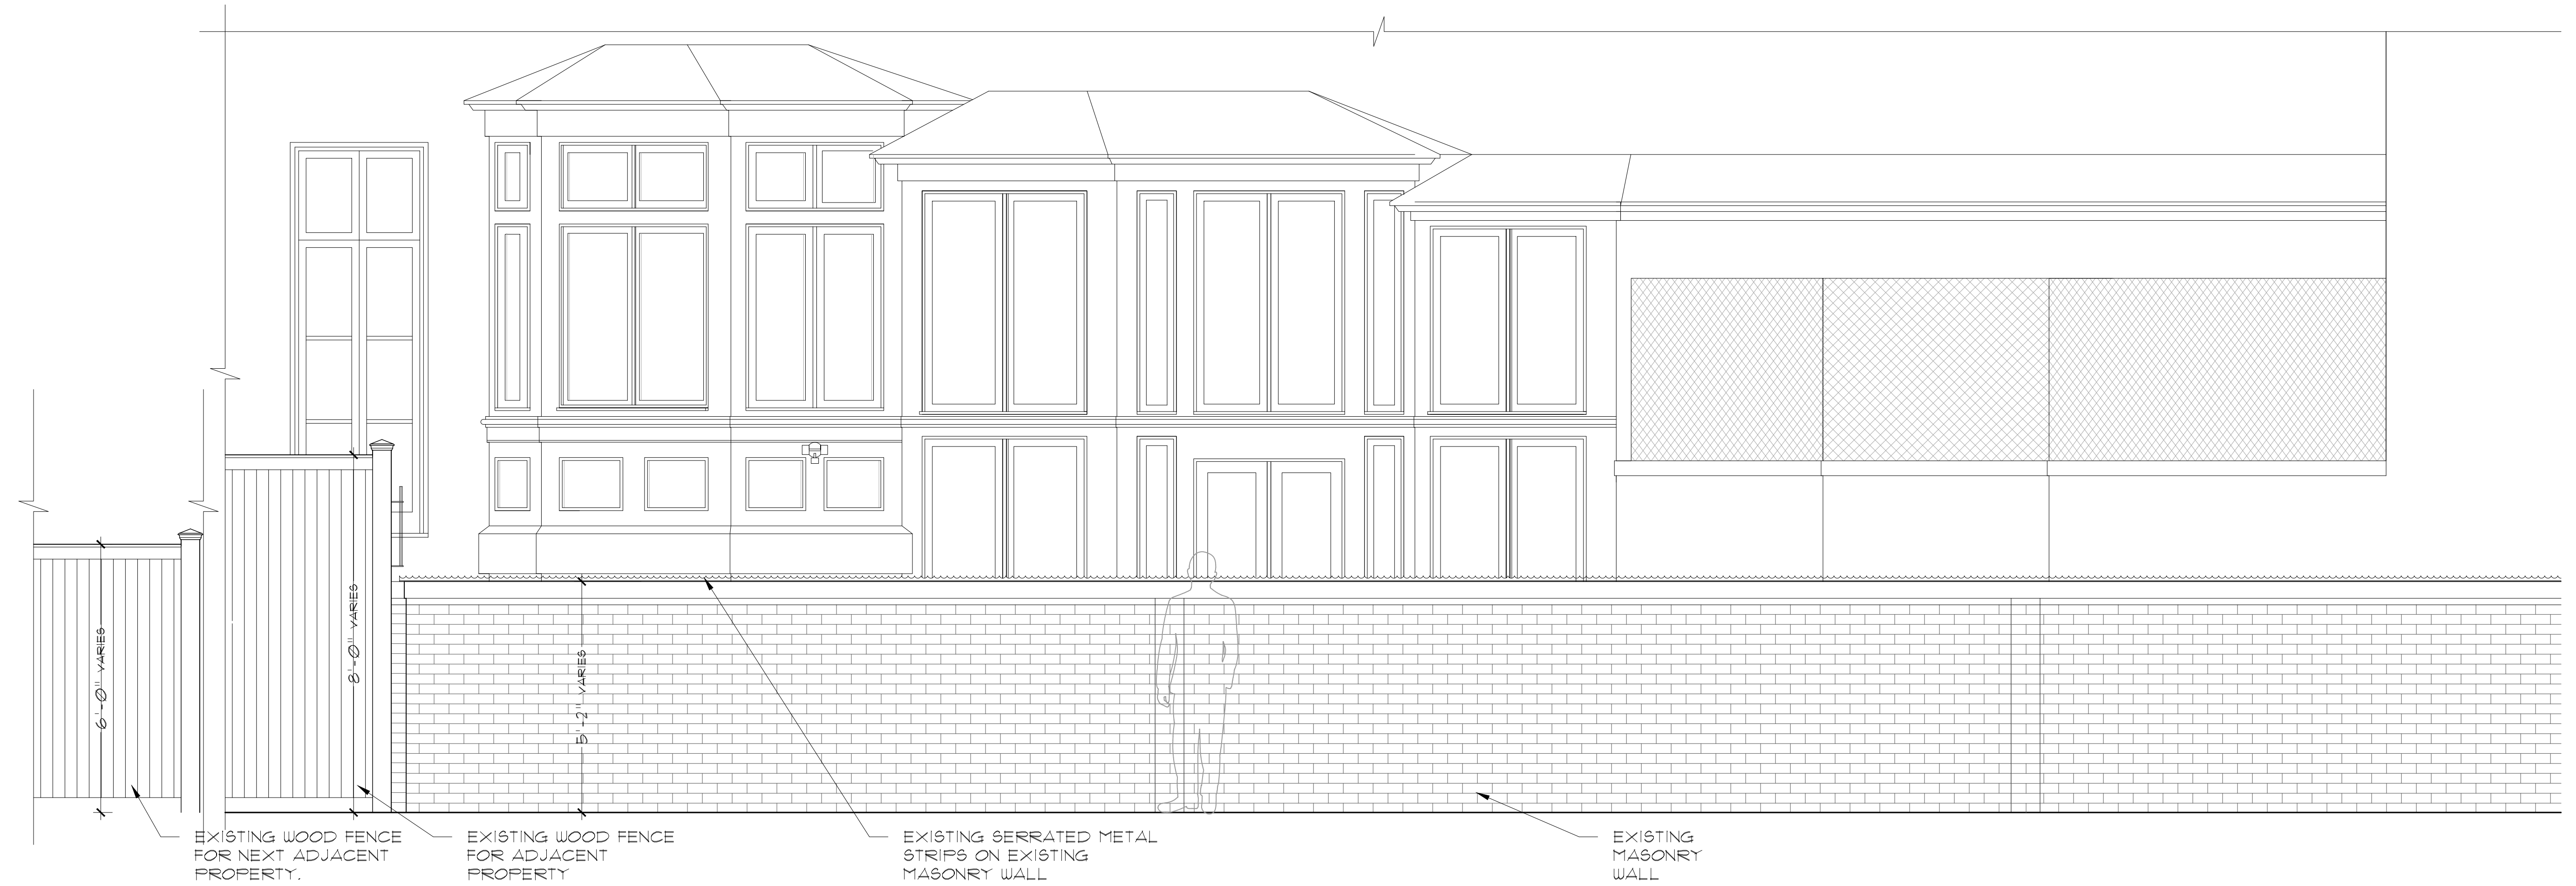 6'-0" VARIES
8'-0" VARIES
5'-2" VARIES
EXISTING WOOD FENCE
FOR NEXT ADJACENT
PROPERTY.
EXISTING WOOD FENCE
FOR ADJACENT
PROPERTY
EXISTING SERRATED METAL
STRIPS ON EXISTING
MASONRY WALL
EXISTING
MASONRY
WALL